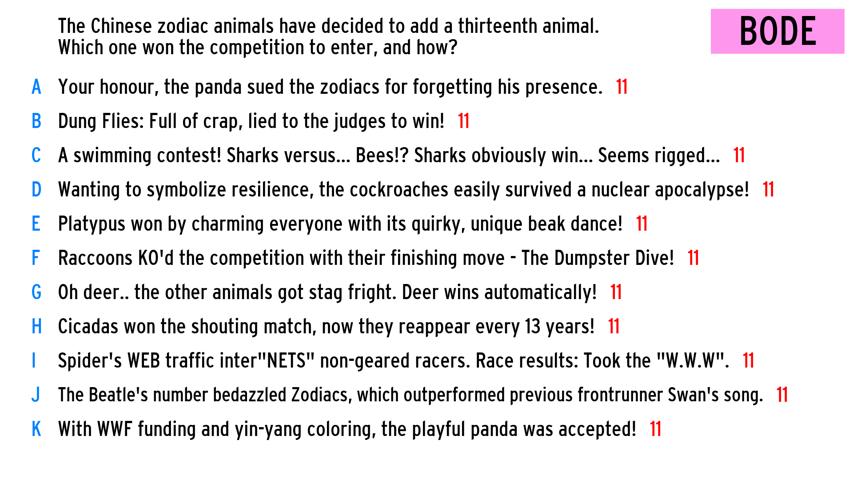 The Chinese zodiac animals have decided to add a thirteenth animal.
Which one won the competition to enter, and how?
BODE
A Your honour, the panda sued the zodiacs for forgetting his presence. 11
B Dung Flies: Full of crap, lied to the judges to win! 11
C A swimming contest! Sharks versus... Bees!? Sharks obviously win... Seems rigged... 11
D Wanting to symbolize resilience, the cockroaches easily survived a nuclear apocalypse! 11
E Platypus won by charming everyone with its quirky, unique beak dance! 11
F Raccoons KO'd the competition with their finishing move - The Dumpster Dive! 11
G Oh deer.. the other animals got stag fright. Deer wins automatically! 11
H Cicadas won the shouting match, now they reappear every 13 years! 11
I Spider's WEB traffic inter"NETS" non-geared racers. Race results: Took the "W.W.W". 11
J The Beatle's number bedazzled Zodiacs, which outperformed previous frontrunner Swan's song. 11
K With WWF funding and yin-yang coloring, the playful panda was accepted! 11